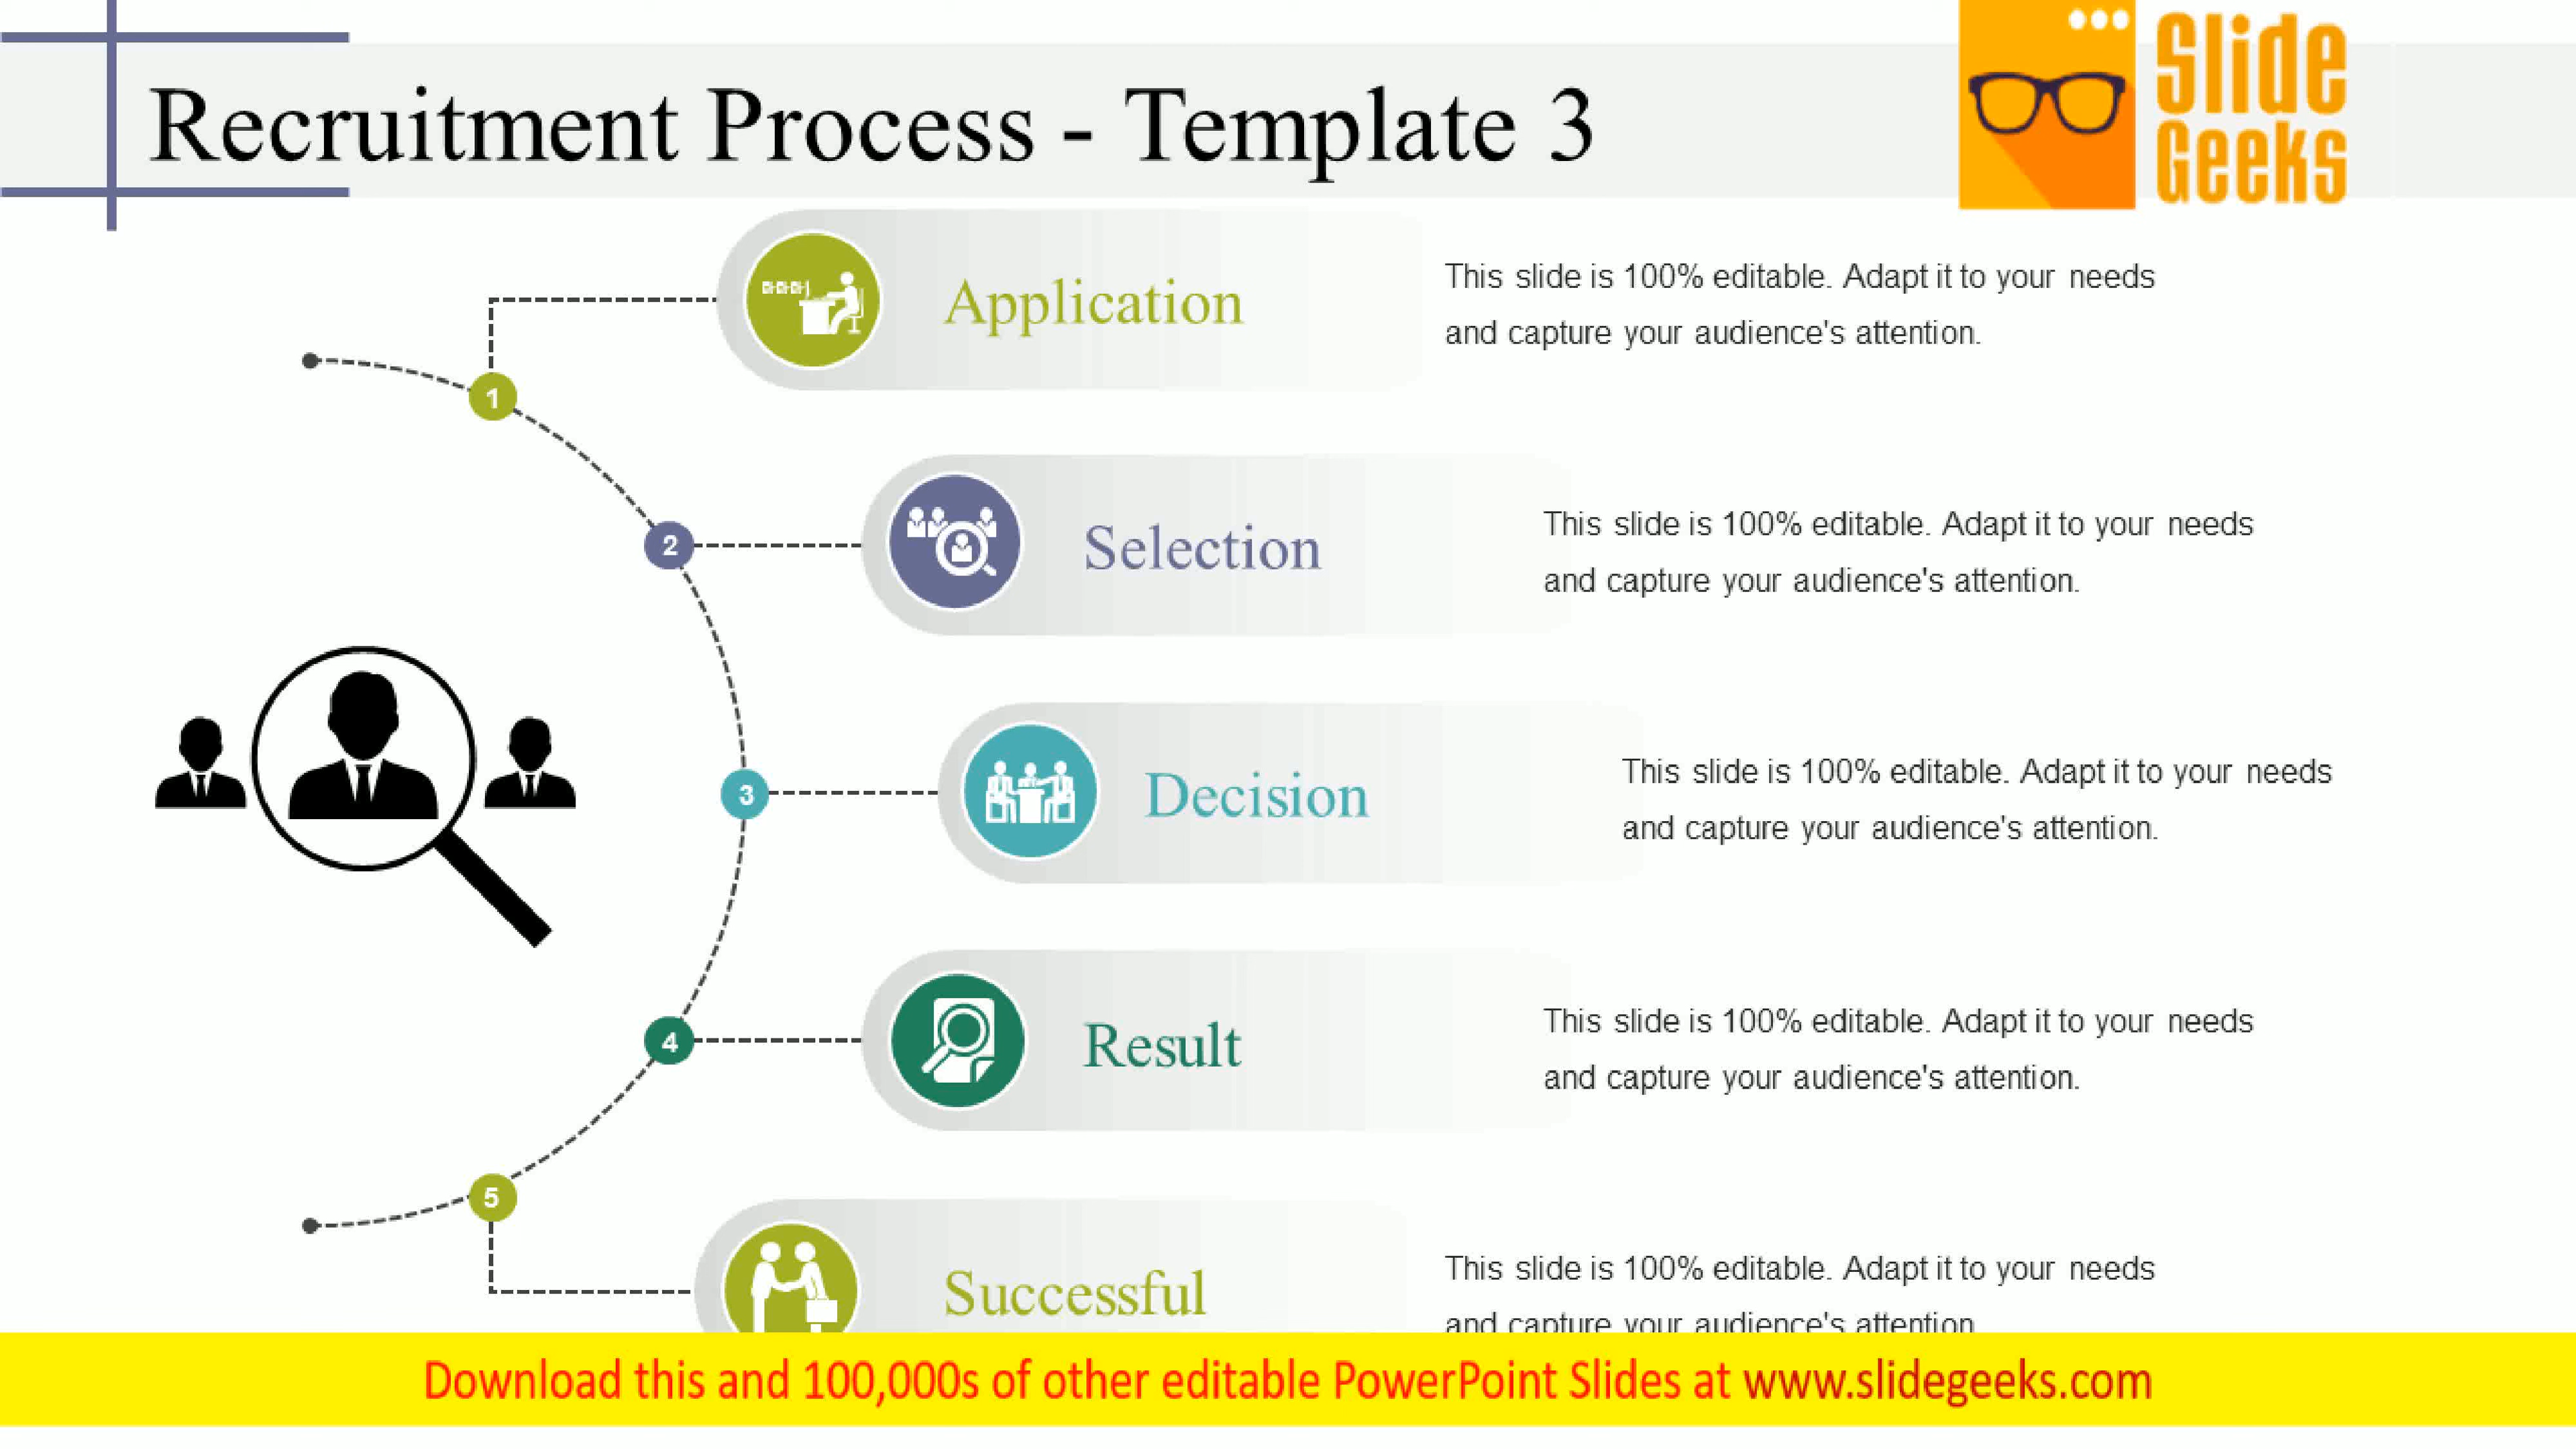 Recruitment Process - Template 3
Slide
Geeks
Application
This slide is 100% editable. Adapt it to your needs
and capture your audience's attention.
1
2
Selection
This slide is 100% editable. Adapt it to your needs
and capture your audience's attention.
3
Decision
This slide is 100% editable. Adapt it to your needs
and capture your audience's attention.
4
Result
This slide is 100% editable. Adapt it to your needs
and capture your audience's attention.
5
Successful
This slide is 100% editable. Adapt it to your needs
and capture your audience's attention
Download this and 100,000s of other editable PowerPoint Slides at www.slidegeeks.com